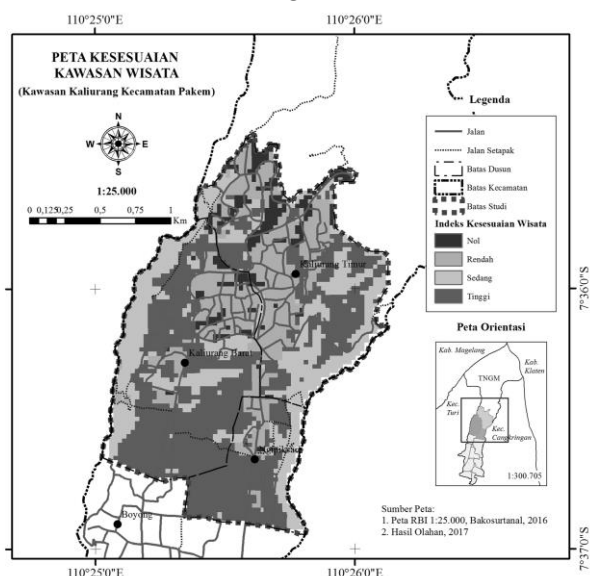 110°25'0"E
110°26'0"E
PETA KESESUAIAN
KAWASAN WISATA
(Kawasan Kaliurang Kecamatan Pakem)
N
W
E
S
1:25.000
0 0,1250,25 0,5 0,75 1
Km
Kaliurang Timur
Kaliurang Barat
Boyong
Legenda
Jalan
Jalan Setapak
Batas Dusun
Batas Kecamatan
Batas Studi
Indeks Kesesuaian Wisata
Nol
Rendah
Sedang
Tinggi
7°36'0"S
Peta Orientasi
Kab. Magelang
Kab.
Klaten
TNGM
Kec.
Turi
Kec.
Cangkringan
1:300.705
Sumber Peta:
1. Peta RBI 1:25.000, Bakosurtanal, 2016
2. Hasil Olahan, 2017
7°37'0"S
110°25'0"E
110°26'0"E